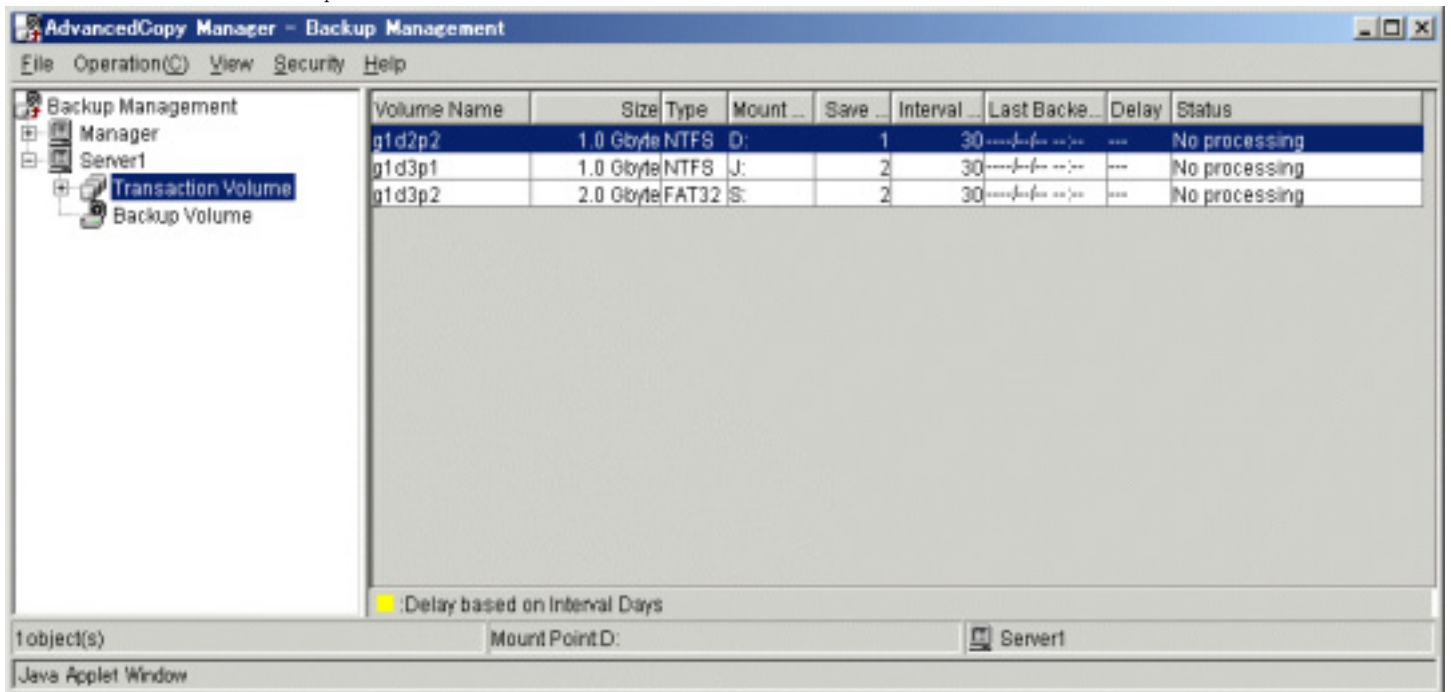 AdvancedCopy Manager - Backup Management
File Operation(C) View Security Help
Backup Management
Manager
Server1
Transaction Volume
Backup Volume
Volume Name Size Type Mount ... Save ... Interval ... Last Backe... Delay Status
g1d2p2 1.0 Gbyte NTFS D: 1 30 ----/--/-- --:-- --- No processing
g1d3p1 1.0 Gbyte NTFS J: 2 30 ----/--/-- --:-- --- No processing
g1d3p2 2.0 Gbyte FAT32 S: 2 30 ----/--/-- --:-- --- No processing
:Delay based on Interval Days
1object(s) Mount Point:D: Server1
Java Applet Window